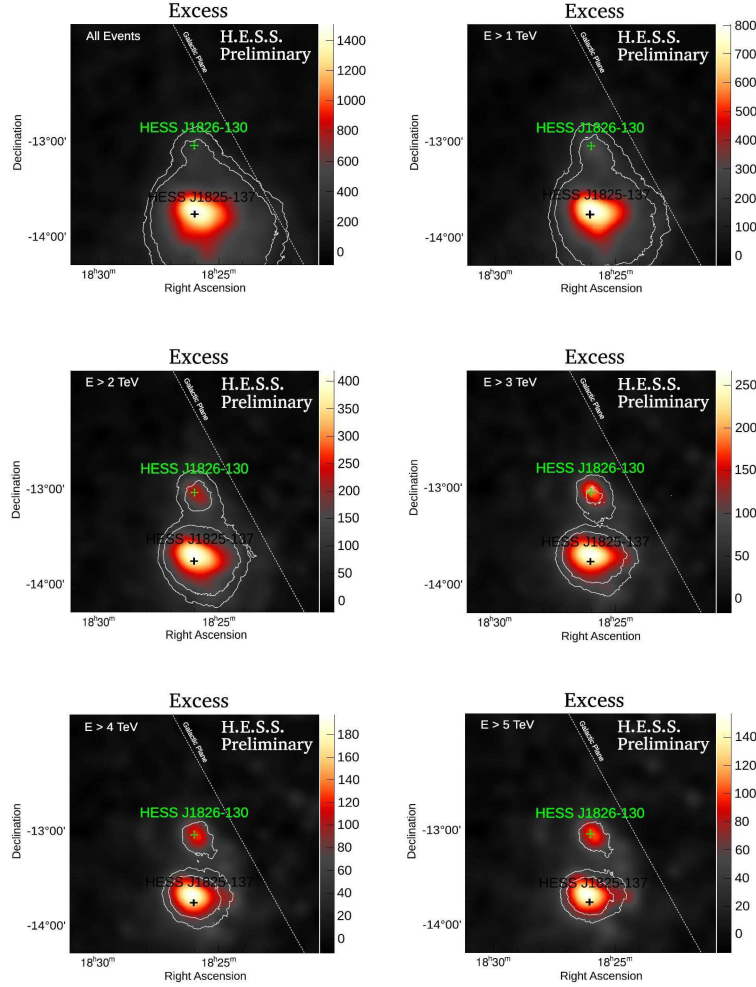 Excess
All Events
Galactic Plane
H.E.S.S.
Preliminary
HESS J1826-130
HESS J1825-137
Declination
-13°00'
-14°00'
18ʰ30ᵐ
18ʰ25ᵐ
Right Ascension
1400
1200
1000
800
600
400
200
0
Excess
E > 1 TeV
Galactic Plane
H.E.S.S.
Preliminary
HESS J1826-130
HESS J1825-137
Declination
-13°00'
-14°00'
18ʰ30ᵐ
18ʰ25ᵐ
Right Ascension
800
700
600
500
400
300
200
100
0
Excess
E > 2 TeV
Galactic Plane
H.E.S.S.
Preliminary
HESS J1826-130
HESS J1825-137
Declination
-13°00'
-14°00'
18ʰ30ᵐ
18ʰ25ᵐ
Right Ascension
400
350
300
250
200
150
100
50
0
Excess
E > 3 TeV
Galactic Plane
H.E.S.S.
Preliminary
HESS J1826-130
HESS J1825-137
Declination
-13°00'
-14°00'
18ʰ30ᵐ
18ʰ25ᵐ
Right Ascention
250
200
150
100
50
0
Excess
E > 4 TeV
Galactic Plane
H.E.S.S.
Preliminary
HESS J1826-130
HESS J1825-137
Declination
-13°00'
-14°00'
18ʰ30ᵐ
18ʰ25ᵐ
Right Ascension
180
160
140
120
100
80
60
40
20
0
Excess
E > 5 TeV
Galactic Plane
H.E.S.S.
Preliminary
HESS J1826-130
HESS J1825-137
Declination
-13°00'
-14°00'
18ʰ30ᵐ
18ʰ25ᵐ
Right Ascension
140
120
100
80
60
40
20
0